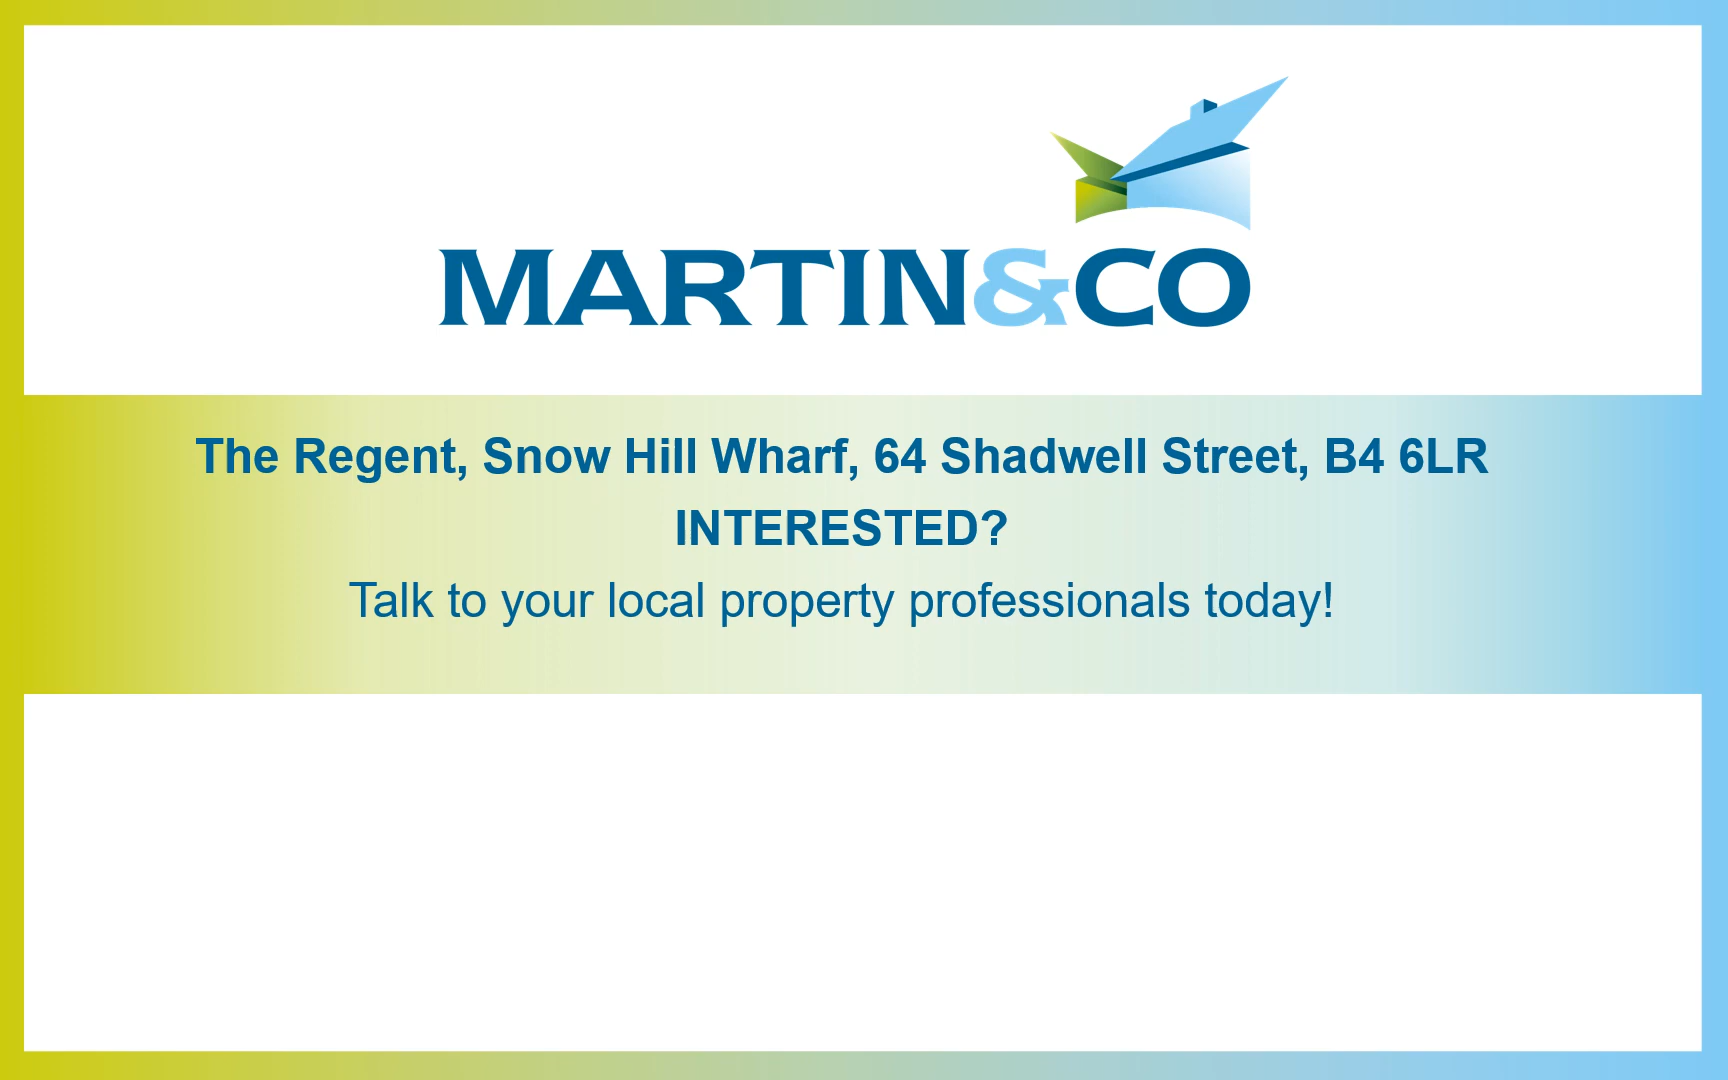 MARTIN&CO
The Regent, Snow Hill Wharf, 64 Shadwell Street, B4 6LR
INTERESTED?
Talk to your local property professionals today!